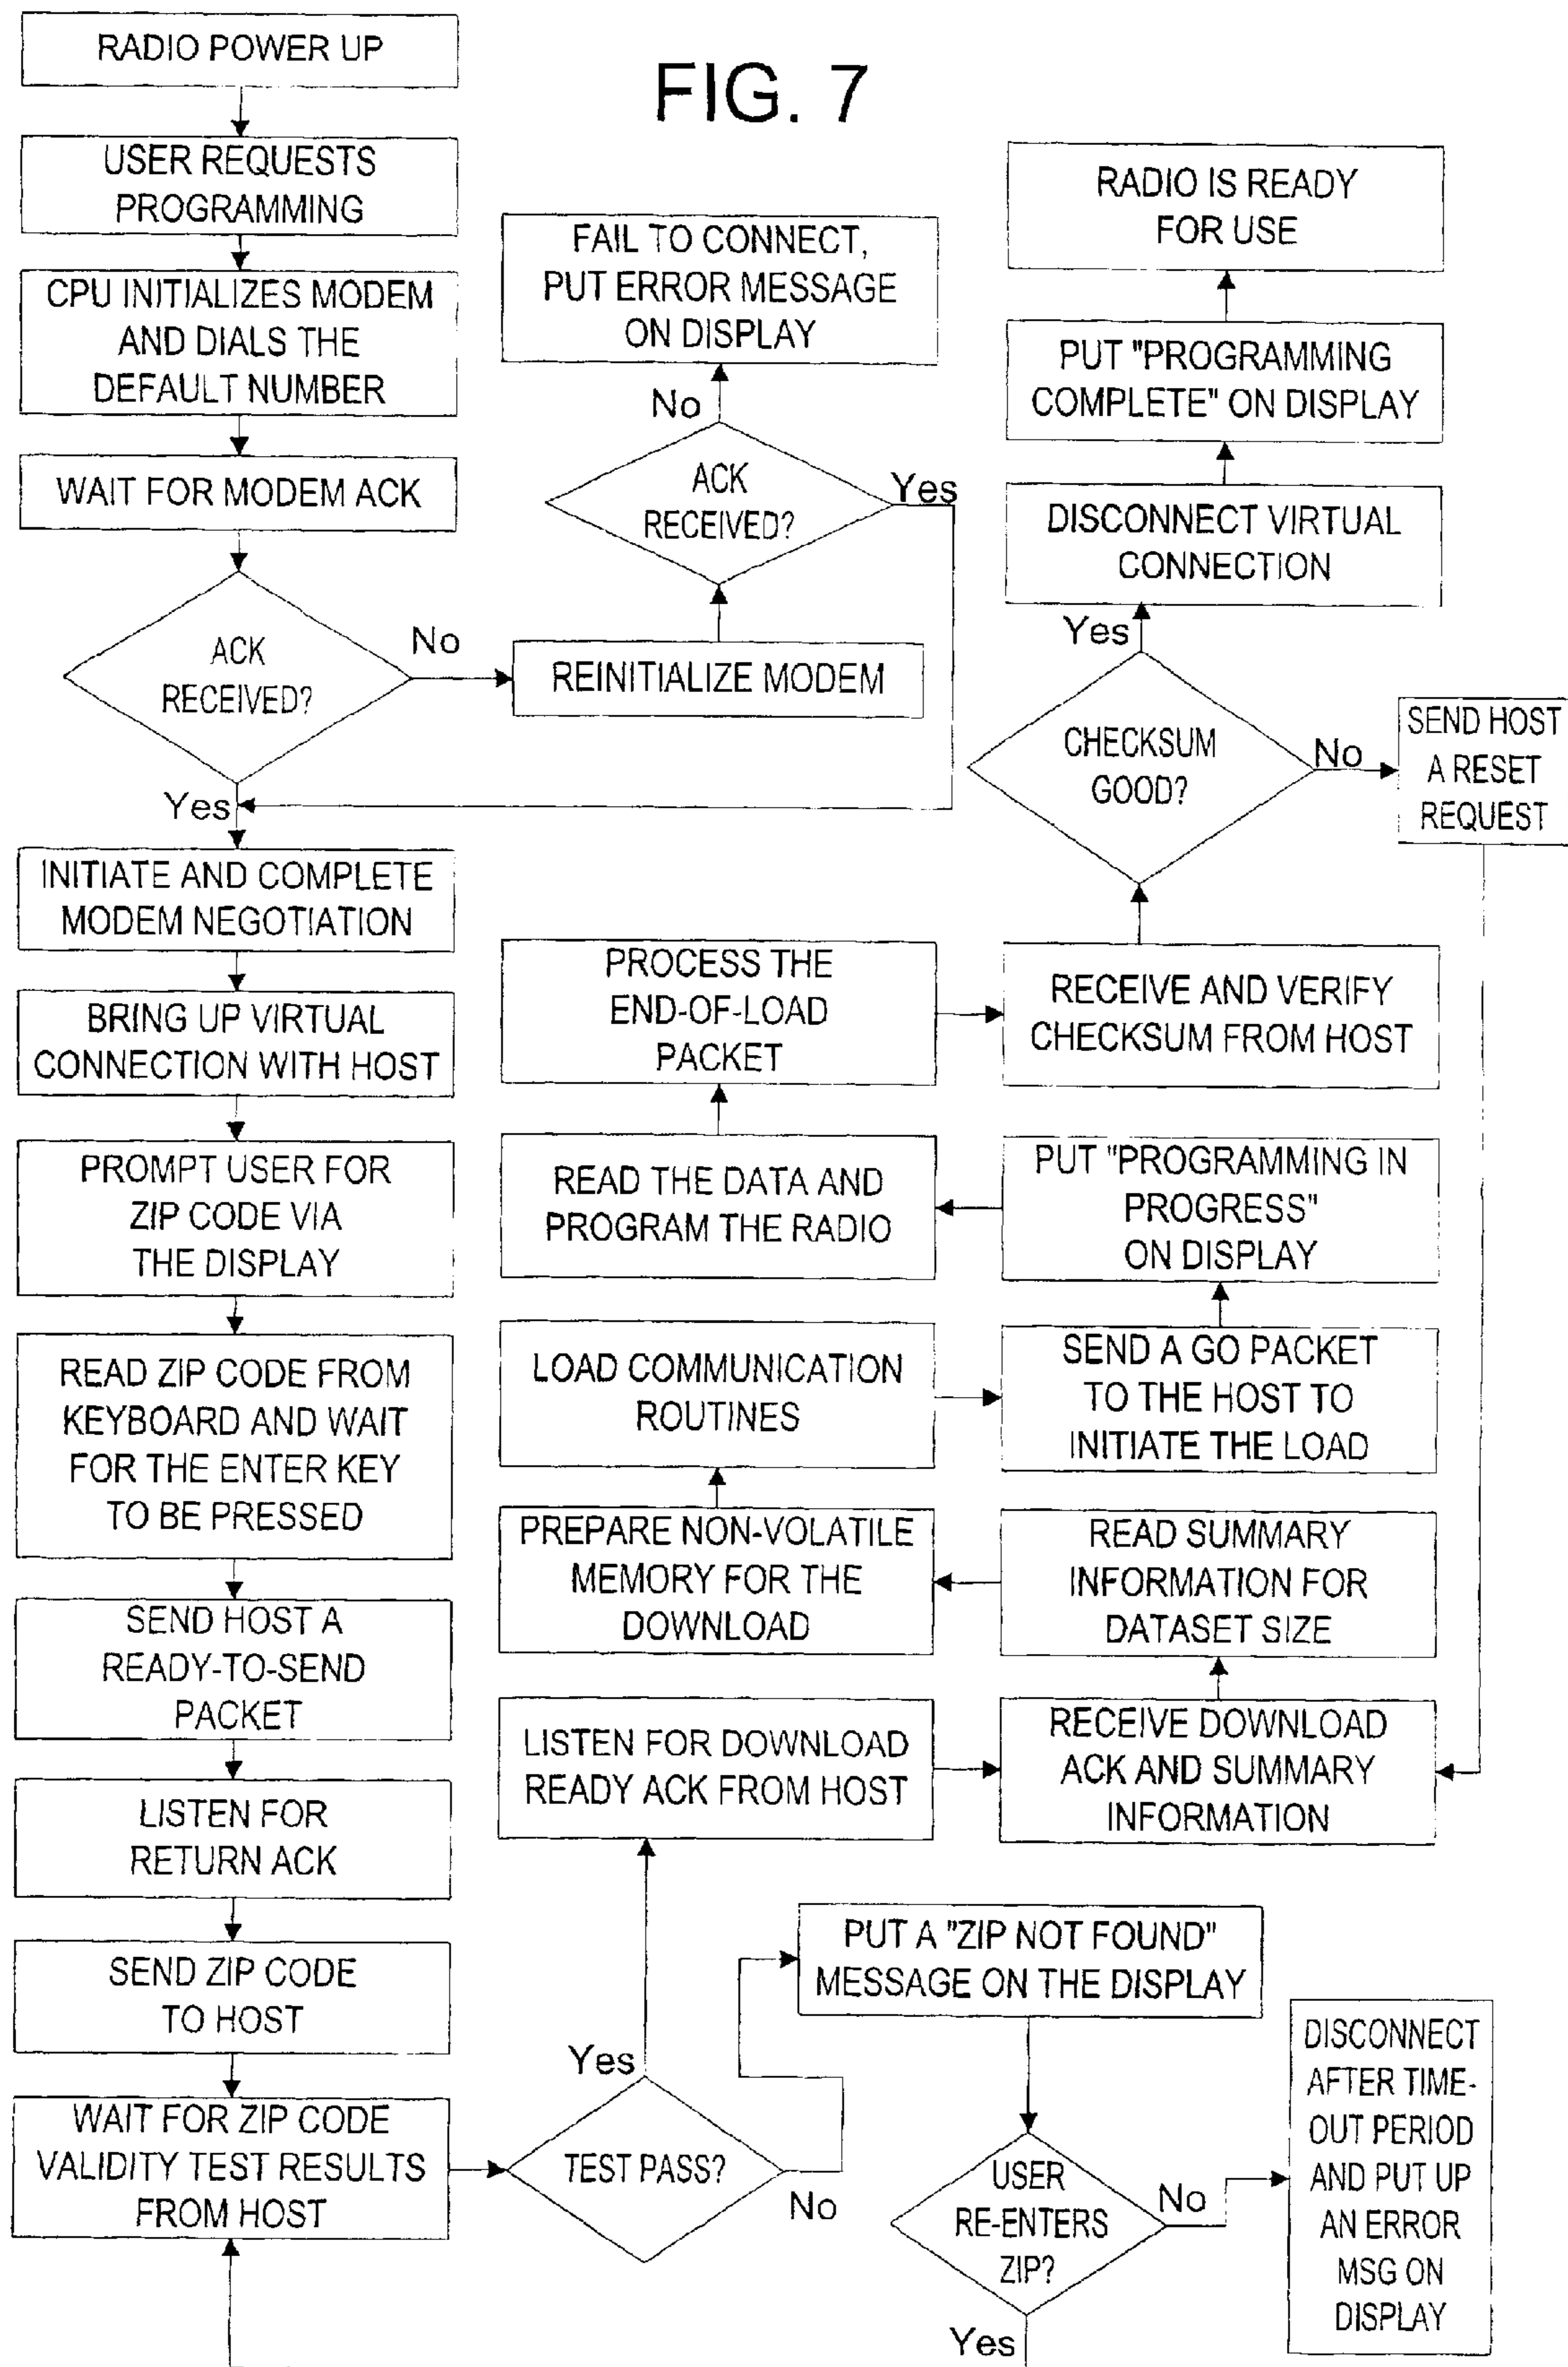 FIG. 7
RADIO POWER UP
USER REQUESTS
PROGRAMMING
CPU INITIALIZES MODEM
AND DIALS THE
DEFAULT NUMBER
WAIT FOR MODEM ACK
ACK
RECEIVED?
No
Yes
REINITIALIZE MODEM
ACK
RECEIVED?
No
Yes
FAIL TO CONNECT,
PUT ERROR MESSAGE
ON DISPLAY
INITIATE AND COMPLETE
MODEM NEGOTIATION
BRING UP VIRTUAL
CONNECTION WITH HOST
PROMPT USER FOR
ZIP CODE VIA
THE DISPLAY
READ ZIP CODE FROM
KEYBOARD AND WAIT
FOR THE ENTER KEY
TO BE PRESSED
SEND HOST A
READY-TO-SEND
PACKET
LISTEN FOR
RETURN ACK
SEND ZIP CODE
TO HOST
WAIT FOR ZIP CODE
VALIDITY TEST RESULTS
FROM HOST
TEST PASS?
Yes
No
PUT A "ZIP NOT FOUND"
MESSAGE ON THE DISPLAY
USER
RE-ENTERS
ZIP?
No
Yes
DISCONNECT
AFTER TIME-
OUT PERIOD
AND PUT UP
AN ERROR
MSG ON
DISPLAY
LISTEN FOR DOWNLOAD
READY ACK FROM HOST
RECEIVE DOWNLOAD
ACK AND SUMMARY
INFORMATION
READ SUMMARY
INFORMATION FOR
DATASET SIZE
PREPARE NON-VOLATILE
MEMORY FOR THE
DOWNLOAD
LOAD COMMUNICATION
ROUTINES
SEND A GO PACKET
TO THE HOST TO
INITIATE THE LOAD
PUT "PROGRAMMING IN
PROGRESS"
ON DISPLAY
READ THE DATA AND
PROGRAM THE RADIO
PROCESS THE
END-OF-LOAD
PACKET
RECEIVE AND VERIFY
CHECKSUM FROM HOST
CHECKSUM
GOOD?
No
Yes
SEND HOST
A RESET
REQUEST
DISCONNECT VIRTUAL
CONNECTION
PUT "PROGRAMMING
COMPLETE" ON DISPLAY
RADIO IS READY
FOR USE